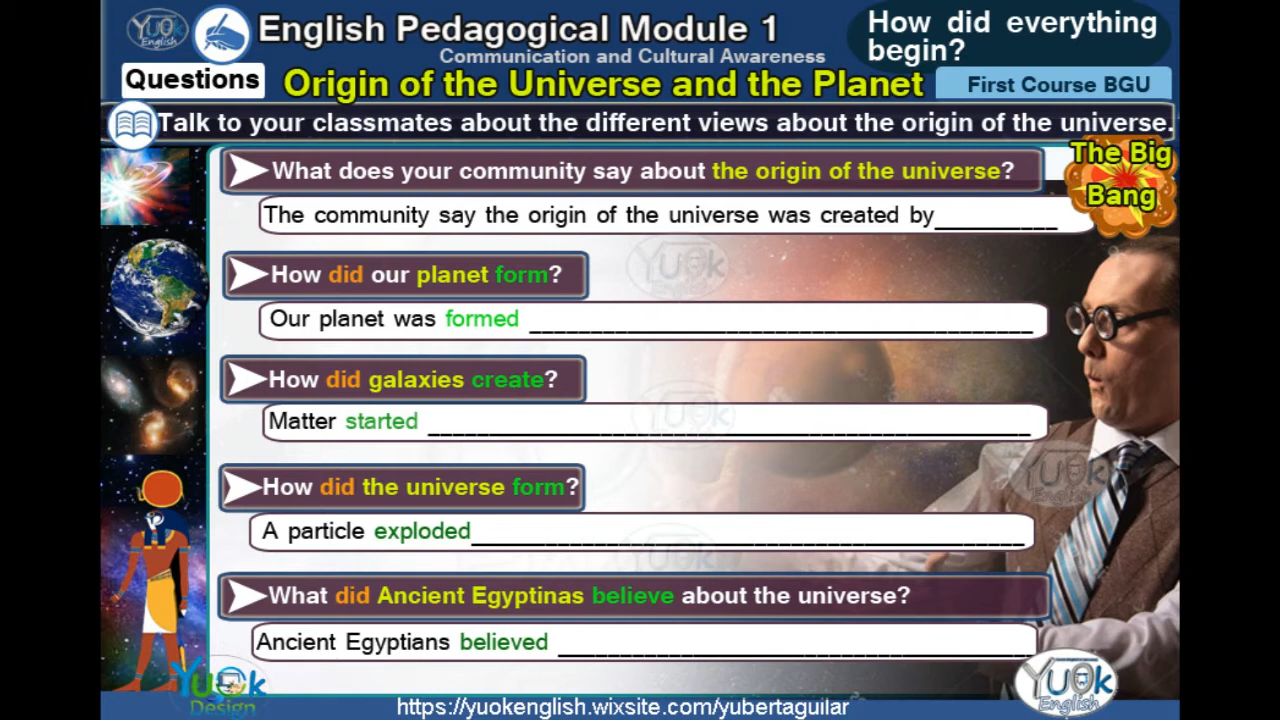 YUOk English
English Pedagogical Module 1
Communication and Cultural Awareness
How did everything
begin?
Questions
Origin of the Universe and the Planet
First Course BGU
Talk to your classmates about the different views about the origin of the universe.
The Big
Bang
What does your community say about the origin of the universe?
The community say the origin of the universe was created by__________
How did our planet form?
Our planet was formed ________________________________________
How did galaxies create?
Matter started ________________________________________________
How did the universe form?
A particle exploded____________________________________________
What did Ancient Egyptinas believe about the universe?
Ancient Egyptians believed ______________________________________
YUOk
Design
YUOk
English
YUOk
English
YUOk
English
https://yuokenglish.wixsite.com/yubertaguilar